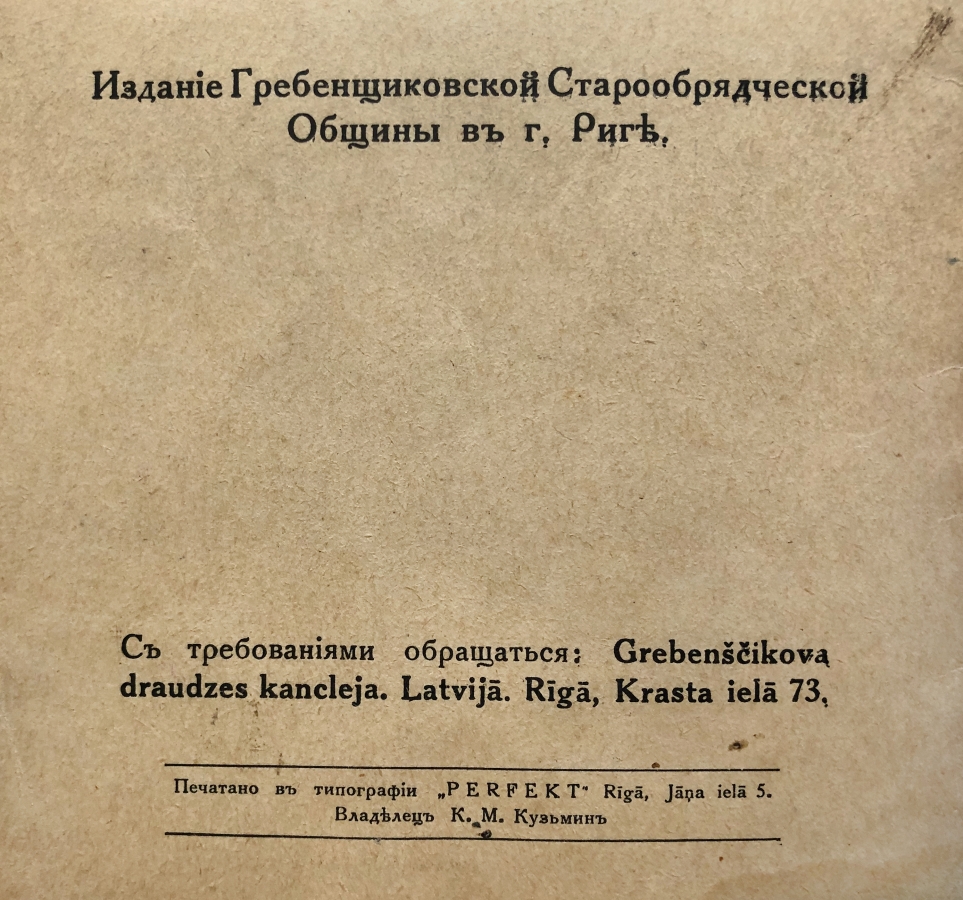 Изданіе Гребенщиковской Старообрядческой
Общины въ г. Ригѣ.
Съ требованіями обращаться: Grebenščikova
draudzes kancleja. Latvijā. Rīgā, Krasta ielā 73.
Печатано въ типографіи „PERFEKT“ Rīgā, Jāņa ielā 5.
Владѣлецъ К. М. Кузьминъ